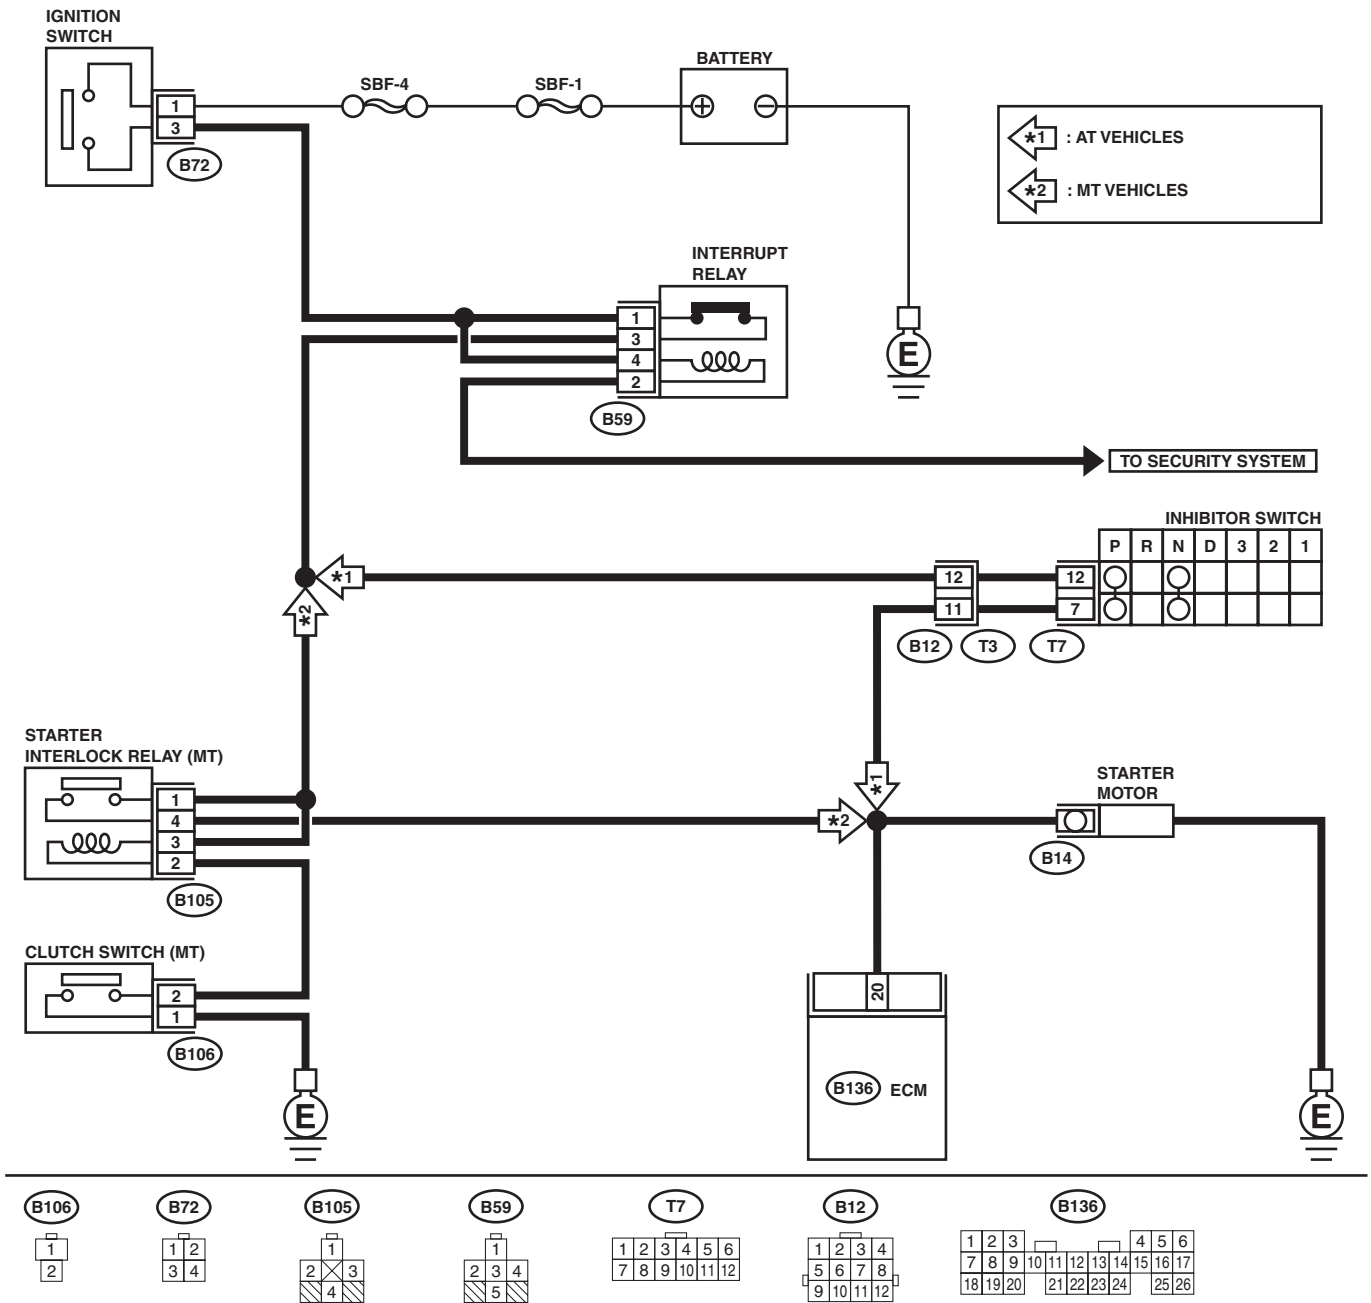 IGNITION
SWITCH
SBF-4
SBF-1
BATTERY
1
3
B72
*1 : AT VEHICLES
*2 : MT VEHICLES
INTERRUPT
RELAY
1
3
4
2
B59
E
TO SECURITY SYSTEM
INHIBITOR SWITCH
P R N D 3 2 1
*1
12
12
11
7
B12
T3
T7
*2
STARTER
INTERLOCK RELAY (MT)
1
4
3
2
B105
*1
*2
STARTER
MOTOR
B14
CLUTCH SWITCH (MT)
2
1
B106
20
B136 ECM
E
E
B106
1
2
B72
1 2
3 4
B105
1
2 3
4
B59
1
2 3 4
5
T7
1 2 3 4 5 6
7 8 9 10 11 12
B12
1 2 3 4
5 6 7 8
9 10 11 12
B136
1 2 3 4 5 6
7 8 9 10 11 12 13 14 15 16 17
18 19 20 21 22 23 24 25 26